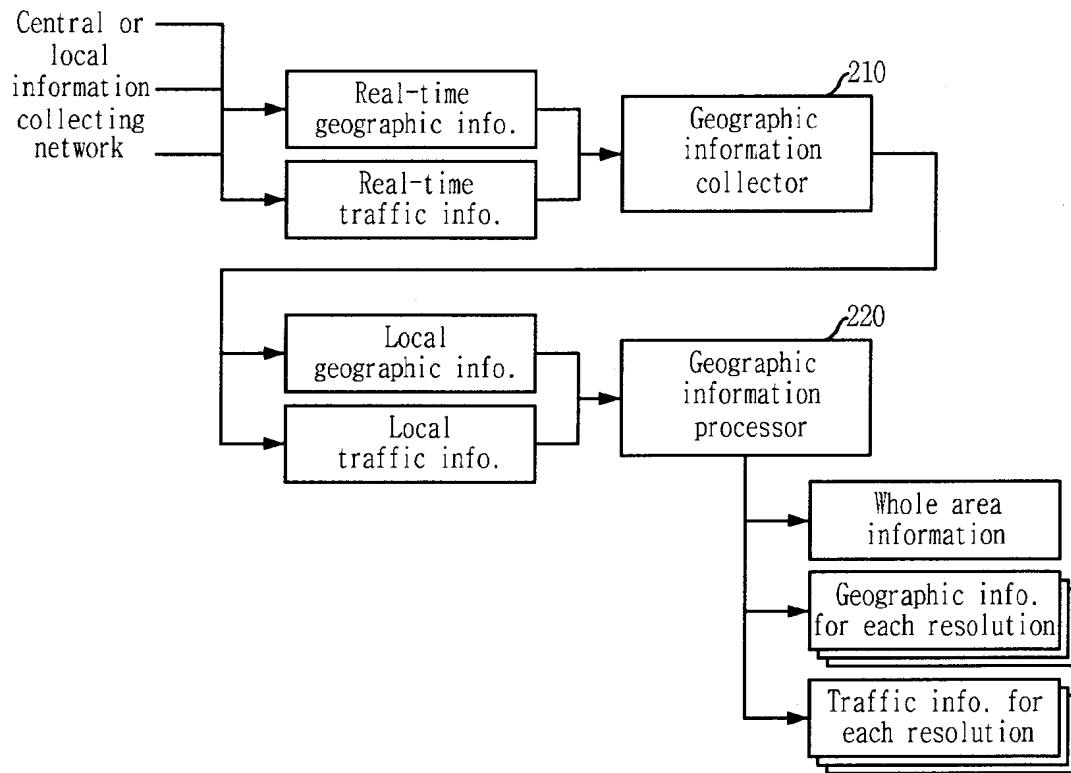 Central or
local
information
collecting
network
Real-time
geographic info.
Real-time
traffic info.
210
Geographic
information
collector
Local
geographic info.
Local
traffic info.
220
Geographic
information
processor
Whole area
information
Geographic info.
for each resolution
Traffic info. for
each resolution